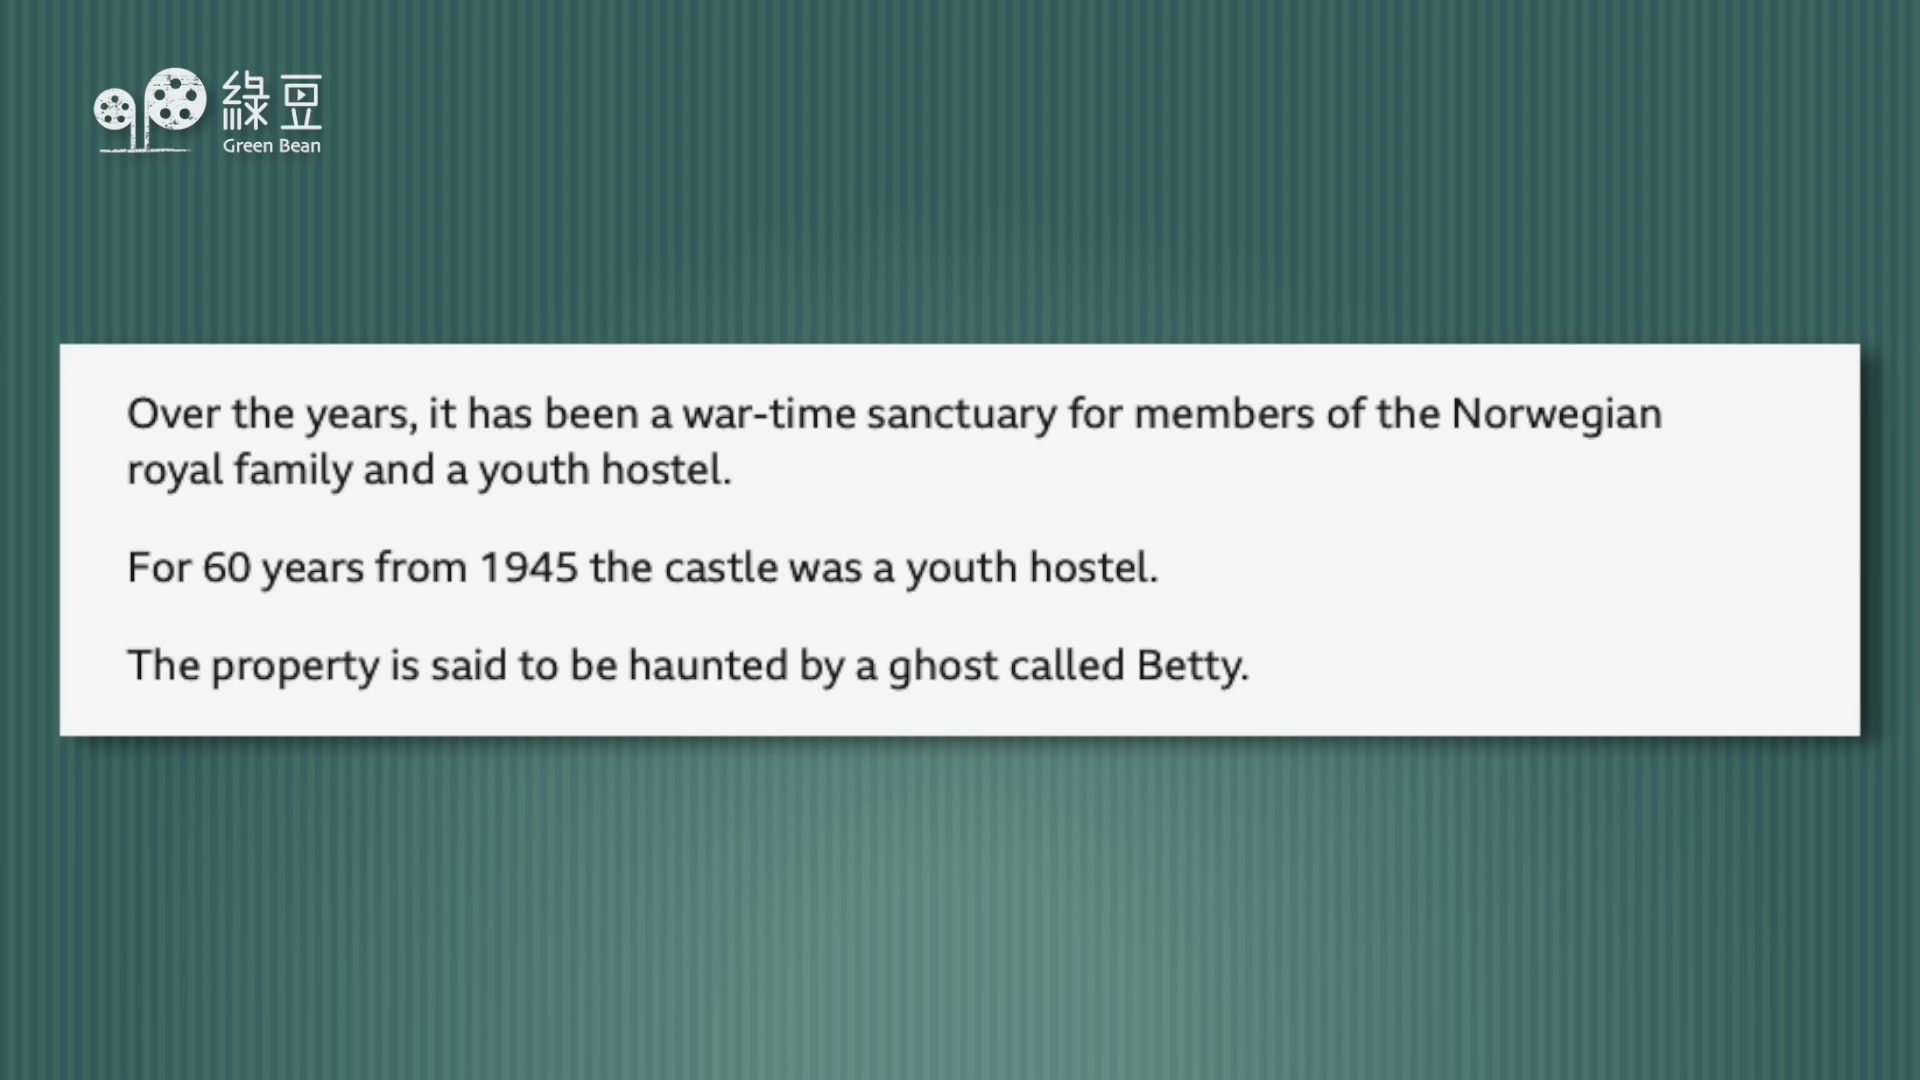 綠豆
Green Bean
Over the years, it has been a war-time sanctuary for members of the Norwegian
royal family and a youth hostel.
For 60 years from 1945 the castle was a youth hostel.
The property is said to be haunted by a ghost called Betty.